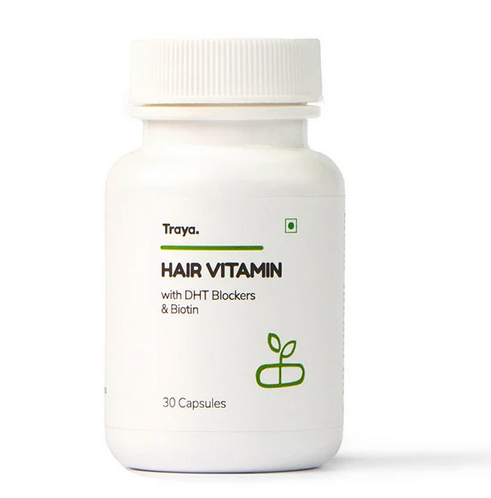 Traya.
HAIR VITAMIN
with DHT Blockers
& Biotin
30 Capsules